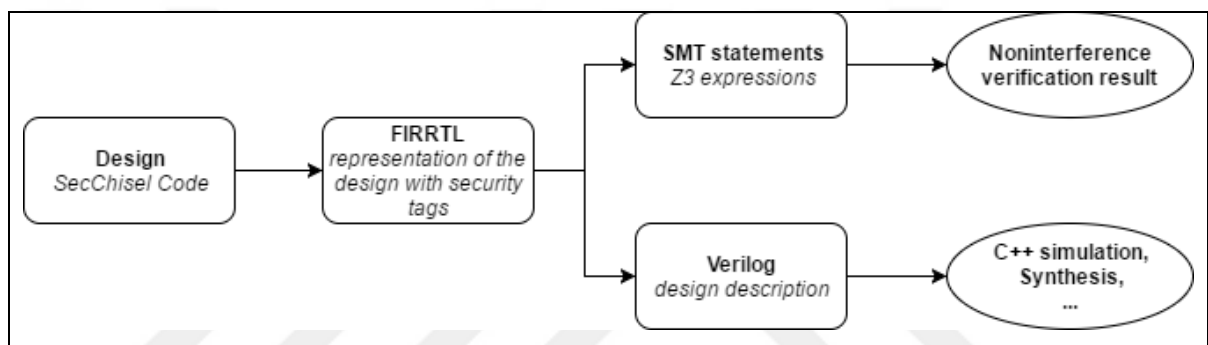 Design
SecChisel Code
FIRRTL
representation of the
design with security
tags
SMT statements
Z3 expressions
Noninterference
verification result
Verilog
design description
C++ simulation,
Synthesis,
...